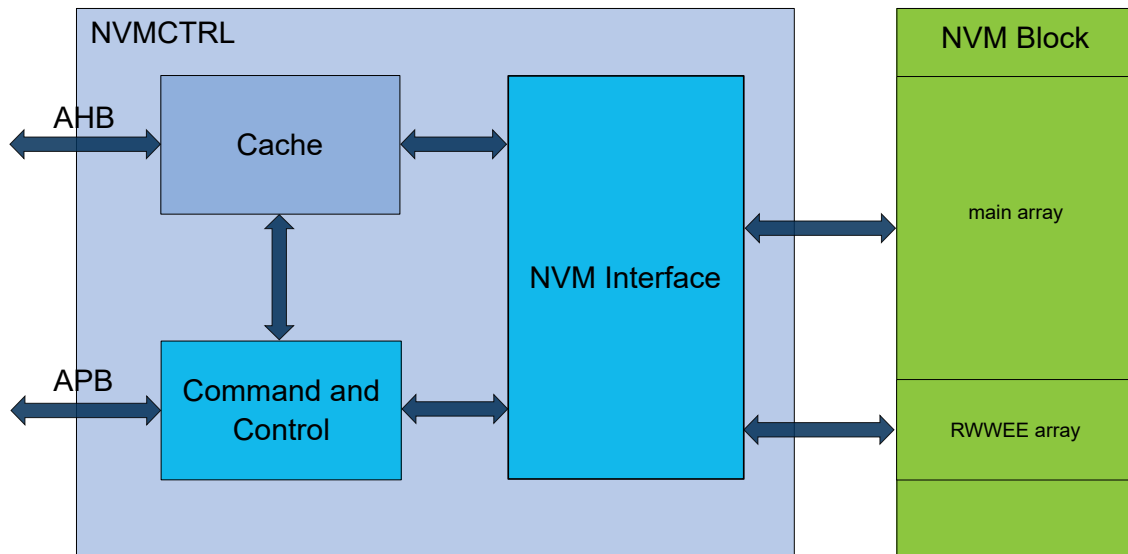 NVMCTRL
NVM Block
AHB
Cache
main array
NVM Interface
APB
Command and
Control
RWWEE array